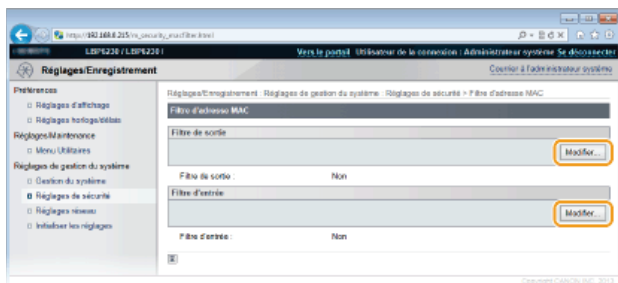 http://192.168.0.215/m_security_macfilter.html
LBP6230 / LBP6230 /
Vers le portail Utilisateur de la connexion : Administrateur système Se déconnecter
Réglages/Enregistrement
Courrier à l'administrateur système
Préférences
Réglages d'affichage
Réglages horloge/délais
Réglages/Maintenance
Menu Utilitaires
Réglages de gestion du système
Gestion du système
Réglages de sécurité
Réglages réseau
Initialiser les réglages
Réglages/Enregistrement : Réglages de gestion du système : Réglages de sécurité > Filtre d'adresse MAC
Filtre d'adresse MAC
Filtre de sortie
Modifier...
Filtre de sortie :
Non
Filtre d'entrée
Modifier...
Filtre d'entrée :
Non
Copyright CANON INC. 2013